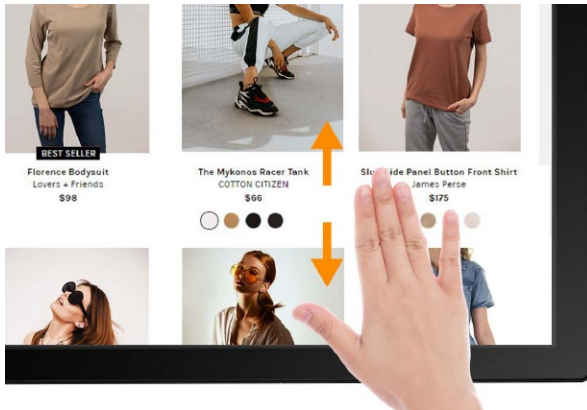 BEST SELLER
Florence Bodysuit
Lovers + Friends
$98
The Mykonos Racer Tank
COTTON CITIZEN
$66
Side Panel Button Front Shirt
James Perse
$175